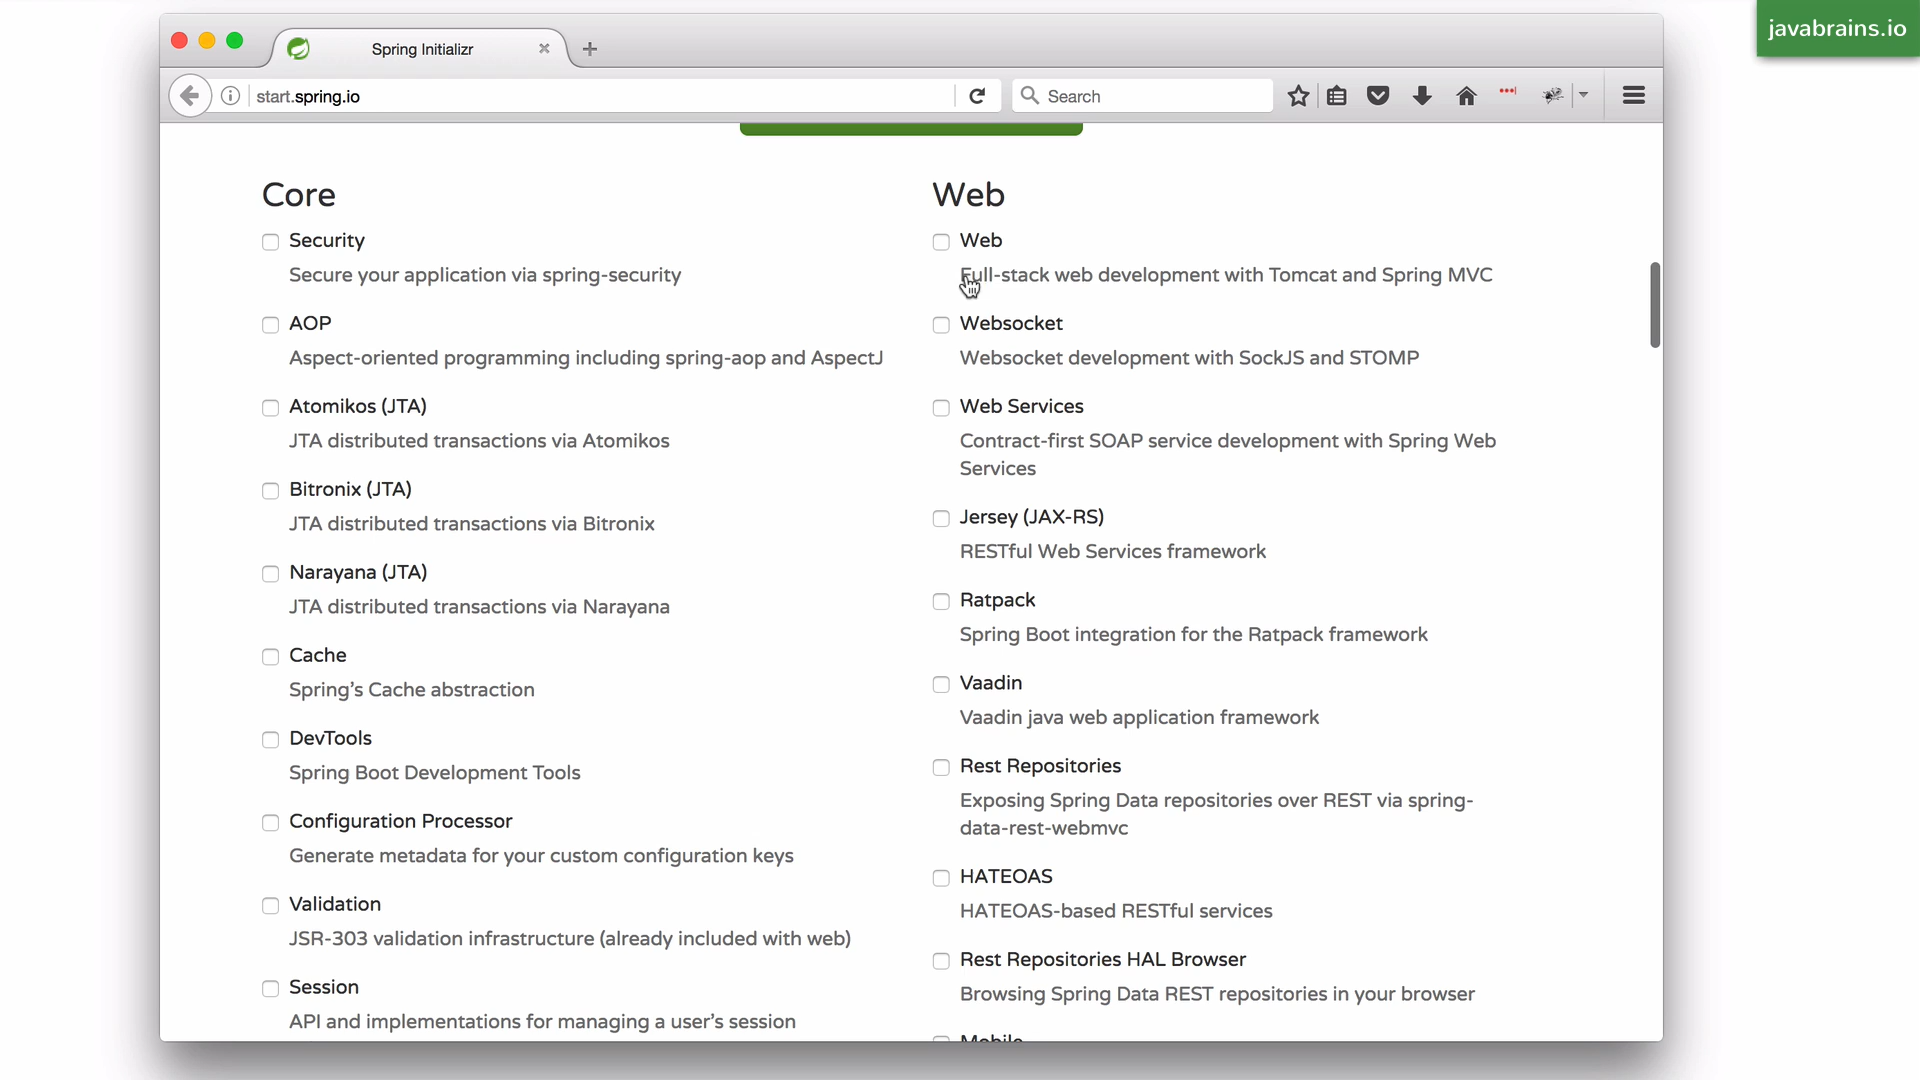 javabrains.io
Spring Initializr
start.spring.io
Search
Core
Security
Secure your application via spring-security
AOP
Aspect-oriented programming including spring-aop and AspectJ
Atomikos (JTA)
JTA distributed transactions via Atomikos
Bitronix (JTA)
JTA distributed transactions via Bitronix
Narayana (JTA)
JTA distributed transactions via Narayana
Cache
Spring's Cache abstraction
DevTools
Spring Boot Development Tools
Configuration Processor
Generate metadata for your custom configuration keys
Validation
JSR-303 validation infrastructure (already included with web)
Session
API and implementations for managing a user's session
Web
Web
Full-stack web development with Tomcat and Spring MVC
Websocket
Websocket development with SockJS and STOMP
Web Services
Contract-first SOAP service development with Spring Web
Services
Jersey (JAX-RS)
RESTful Web Services framework
Ratpack
Spring Boot integration for the Ratpack framework
Vaadin
Vaadin java web application framework
Rest Repositories
Exposing Spring Data repositories over REST via spring-
data-rest-webmvc
HATEOAS
HATEOAS-based RESTful services
Rest Repositories HAL Browser
Browsing Spring Data REST repositories in your browser
Mobile